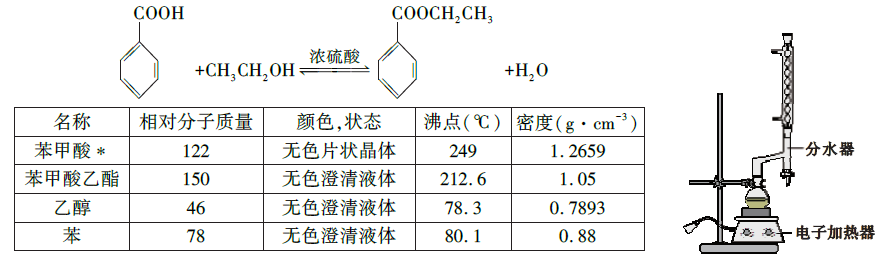 COOH
COOCH₂CH₃
+CH₃CH₂OH
浓硫酸
+H₂O
名称 相对分子质量 颜色,状态 沸点(℃) 密度(g·cm⁻³)
苯甲酸* 122 无色片状晶体 249 1.2659
苯甲酸乙酯 150 无色澄清液体 212.6 1.05
乙醇 46 无色澄清液体 78.3 0.7893
苯 78 无色澄清液体 80.1 0.88
分水器
电子加热器